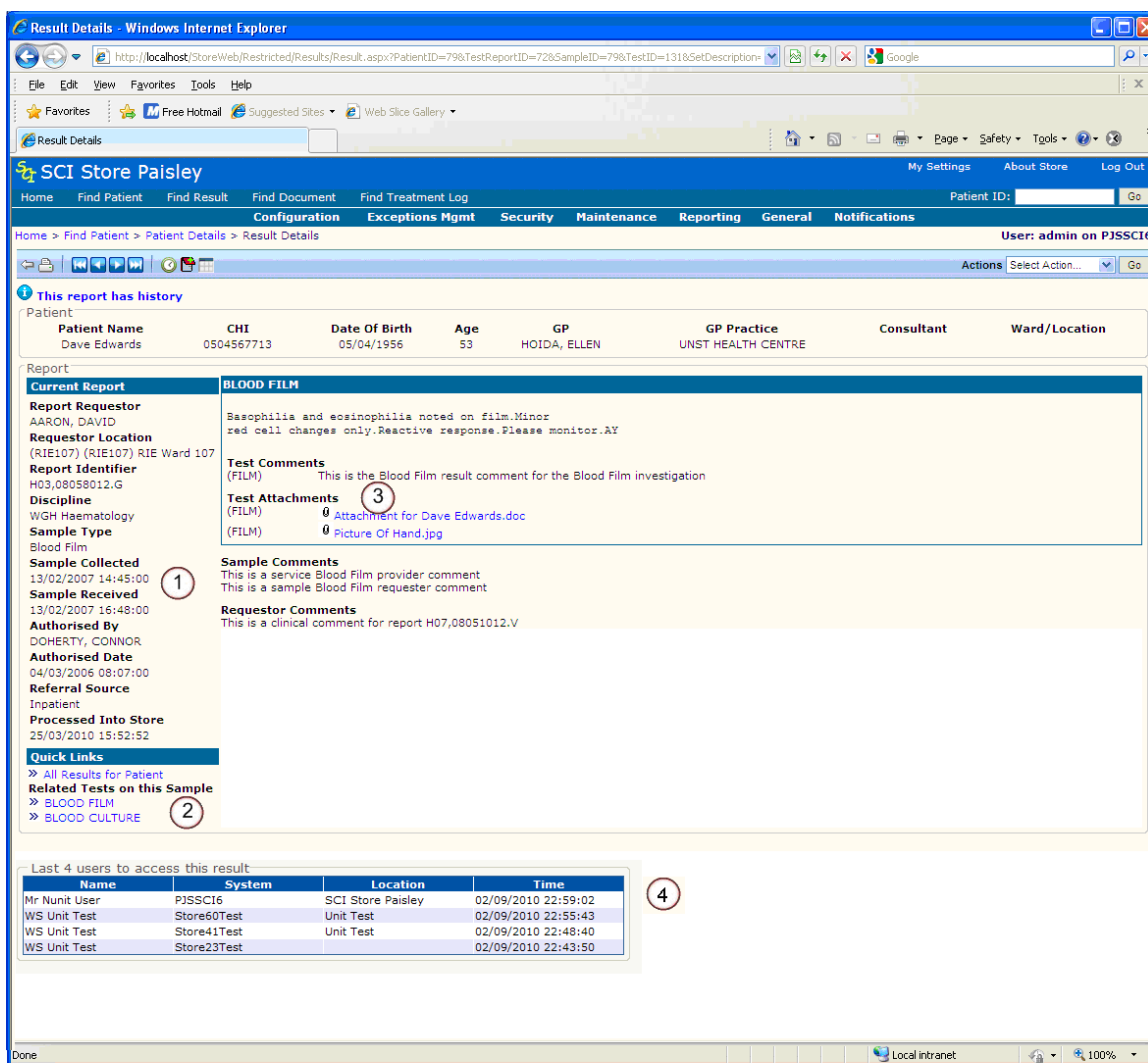 Result Details - Windows Internet Explorer
http://localhost/StoreWeb/Restricted/Results/Result.aspx?PatientID=79&TestReportID=72&SampleID=79&TestID=131&SetDescription=
Google
File Edit View Favorites Tools Help
X
Favorites Free Hotmail Suggested Sites Web Slice Gallery
Result Details
Page Safety Tools
SCI Store Paisley
My Settings About Store Log Out
Home Find Patient Find Result Find Document Find Treatment Log
Patient ID: Go
Configuration Exceptions Mgmt Security Maintenance Reporting General Notifications
Home > Find Patient > Patient Details > Result Details
User: admin on PJSSCI6
Actions Select Action... Go
This report has history
Patient
Patient Name CHI Date Of Birth Age GP GP Practice Consultant Ward/Location
Dave Edwards 0504567713 05/04/1956 53 HOIDA, ELLEN UNST HEALTH CENTRE
Report
Current Report
Report Requestor
AARON, DAVID
Requestor Location
(RIE107) (RIE107) RIE Ward 107
Report Identifier
H03,08058012.G
Discipline
WGH Haematology
Sample Type
Blood Film
Sample Collected
13/02/2007 14:45:00
1
Sample Received
13/02/2007 16:48:00
Authorised By
DOHERTY, CONNOR
Authorised Date
04/03/2006 08:07:00
Referral Source
Inpatient
Processed Into Store
25/03/2010 15:52:52
Quick Links
» All Results for Patient
Related Tests on this Sample
» BLOOD FILM
» BLOOD CULTURE
2
BLOOD FILM
Basophilia and eosinophilia noted on film.Minor
red cell changes only.Reactive response.Please monitor.AY
Test Comments
(FILM) This is the Blood Film result comment for the Blood Film investigation
Test Attachments
3
(FILM) Attachment for Dave Edwards.doc
(FILM) Picture Of Hand.jpg
Sample Comments
This is a service Blood Film provider comment
This is a sample Blood Film requester comment
Requestor Comments
This is a clinical comment for report H07,08051012.V
Last 4 users to access this result
Name System Location Time
Mr Nunit User PJSSCI6 SCI Store Paisley 02/09/2010 22:59:02
WS Unit Test Store60Test Unit Test 02/09/2010 22:55:43
WS Unit Test Store41Test Unit Test 02/09/2010 22:48:40
WS Unit Test Store23Test 02/09/2010 22:43:50
4
Done
Local intranet
100%